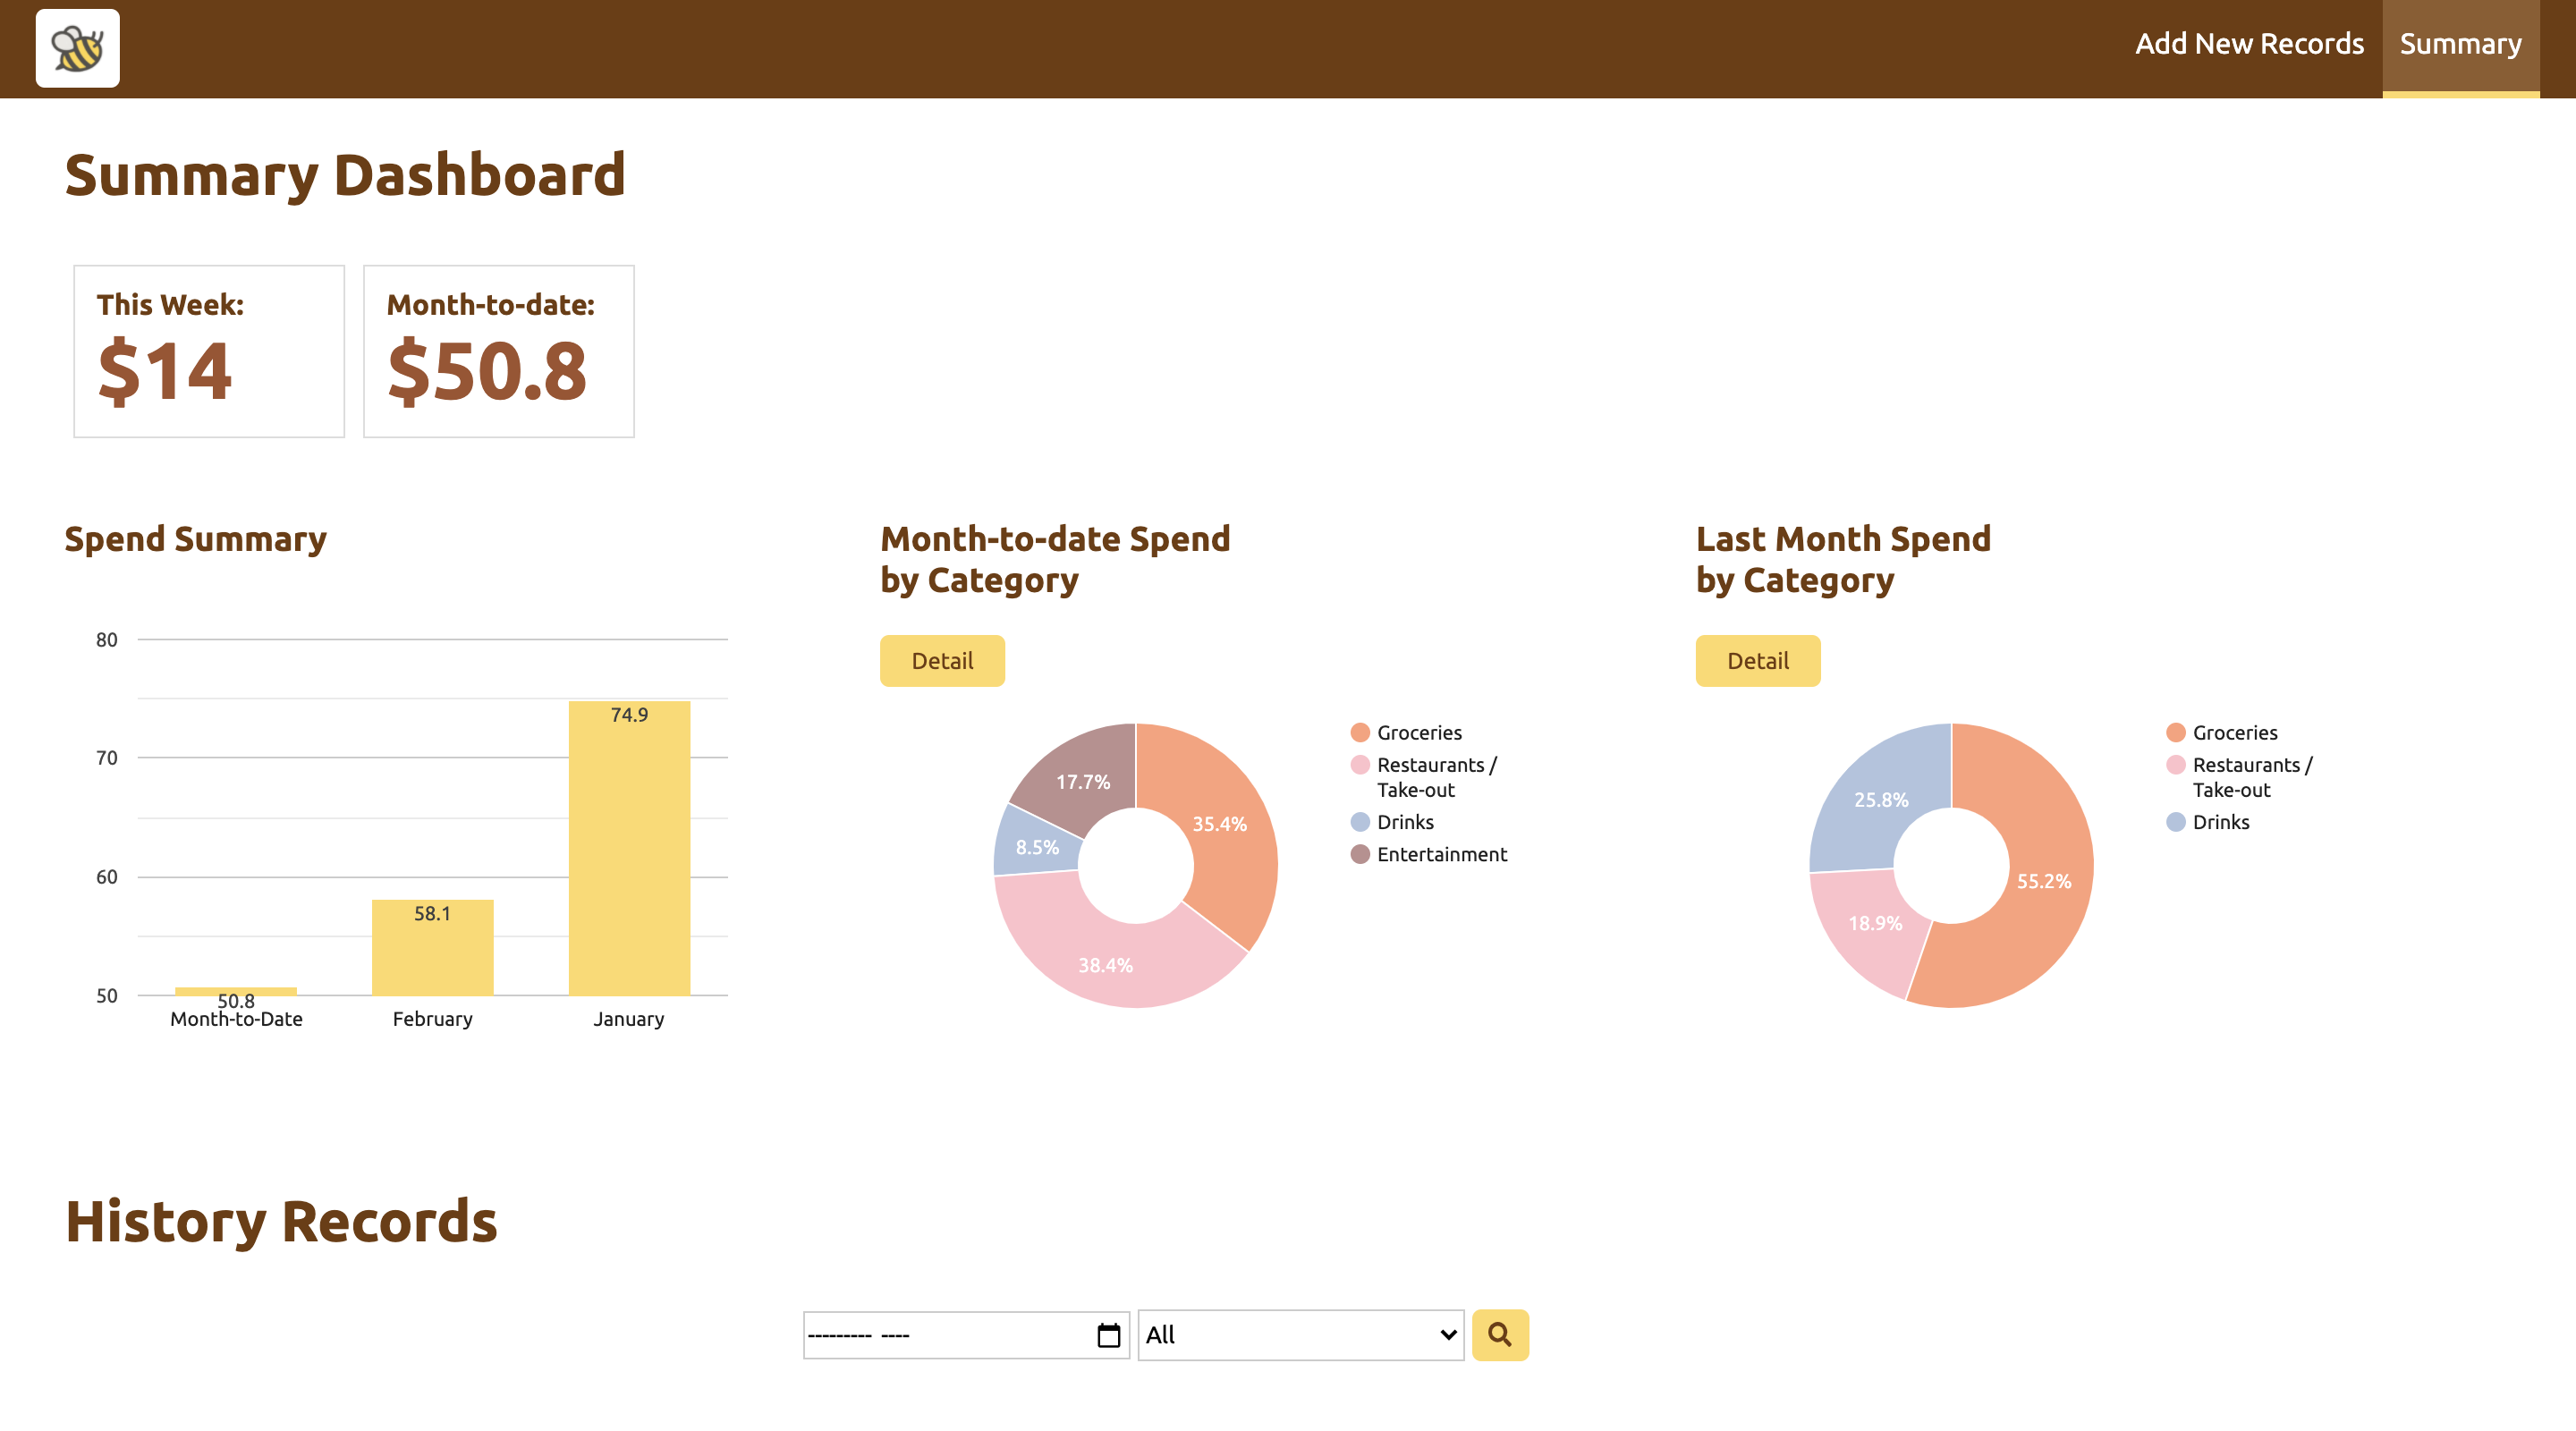 Add New Records
Summary
Summary Dashboard
This Week:
$14
Month-to-date:
$50.8
Spend Summary
80
70
60
50
74.9
58.1
50.8
Month-to-Date
February
January
Month-to-date Spend
by Category
Detail
17.7%
35.4%
8.5%
38.4%
Groceries
Restaurants /
Take-out
Drinks
Entertainment
Last Month Spend
by Category
Detail
25.8%
55.2%
18.9%
Groceries
Restaurants /
Take-out
Drinks
History Records
--------- ----
All